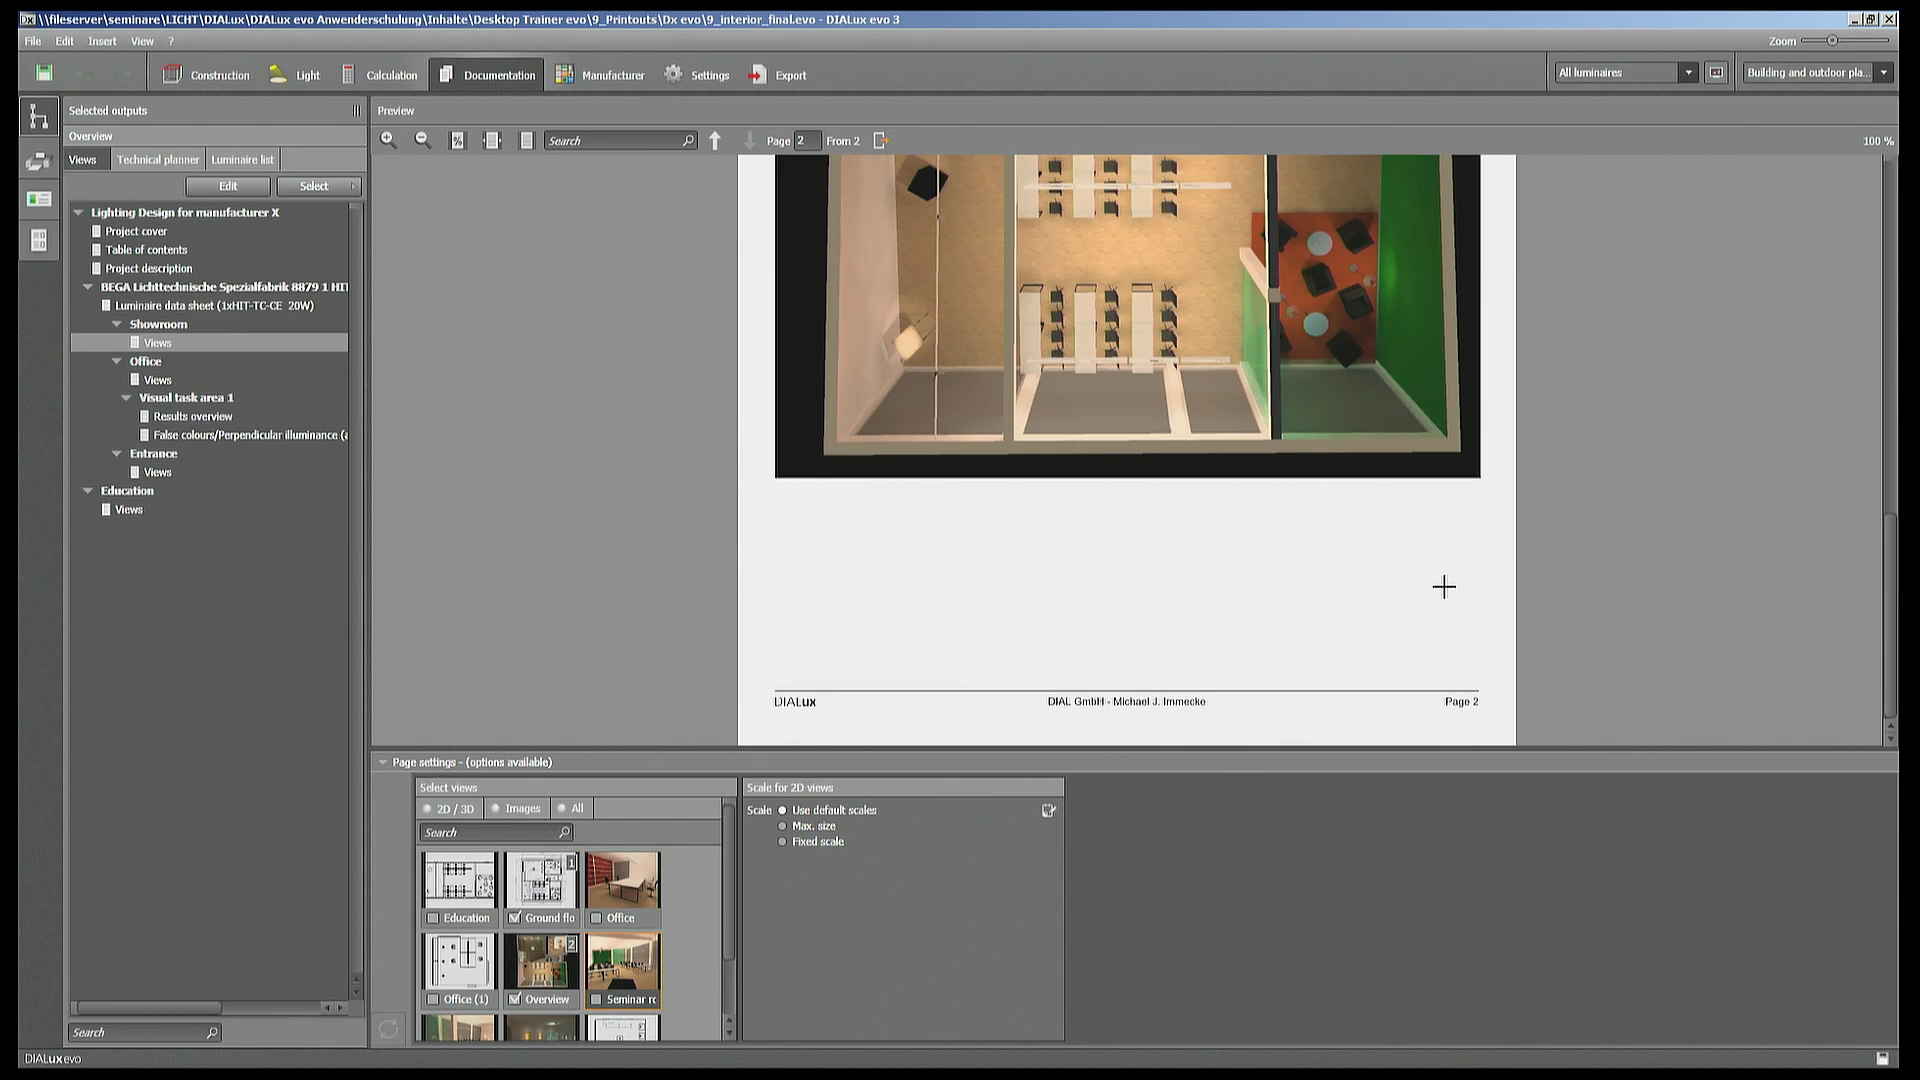 \\fileserver\seminare\LICHT\DIALux\DIALux evo Anwenderschulung\Inhalte\Desktop Trainer evo\9_Printouts\Dx evo\9_interior_final.evo - DIALux evo 3
File Edit Insert View ?
Zoom
Construction Light Calculation Documentation Manufacturer Settings Export
All luminaires Building and outdoor pla...
Selected outputs
Preview
Overview
Search Page 2 From 2 100 %
Views Technical planner Luminaire list
Edit Select
Lighting Design for manufacturer X
Project cover
Table of contents
Project description
BEGA Lichttechnische Spezialfabrik 8879 1 HIT
Luminaire data sheet (1xHIT-TC-CE 20W)
Showroom
Views
Office
Views
Visual task area 1
Results overview
False colours/Perpendicular illuminance (a
Entrance
Views
Education
Views
DIALux DIAL GmbH - Michael J. Immecke Page 2
Page settings - (options available)
Select views
2D / 3D Images All
Search
1
Education Ground flo Office
2
Office (1) Overview Seminar ro
Scale for 2D views
Scale Use default scales
Max. size
Fixed scale
Search
DIALux evo